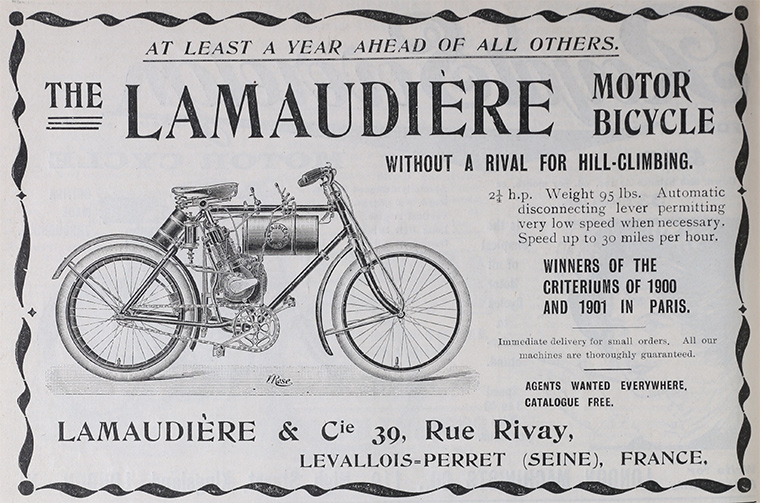 AT LEAST A YEAR AHEAD OF ALL OTHERS.
THE LAMAUDIÈRE MOTOR BICYCLE
WITHOUT A RIVAL FOR HILL-CLIMBING.
2¼ h.p. Weight 95 lbs. Automatic
disconnecting lever permitting
very low speed when necessary.
Speed up to 30 miles per hour.
WINNERS OF THE
CRITERIUMS OF 1900
AND 1901 IN PARIS.
Immediate delivery for small orders. All our
machines are thoroughly guaranteed.
AGENTS WANTED EVERYWHERE.
CATALOGUE FREE.
LAMAUDIÈRE & Cie 39, Rue Rivay,
LEVALLOIS=PERRET (SEINE), FRANCE.